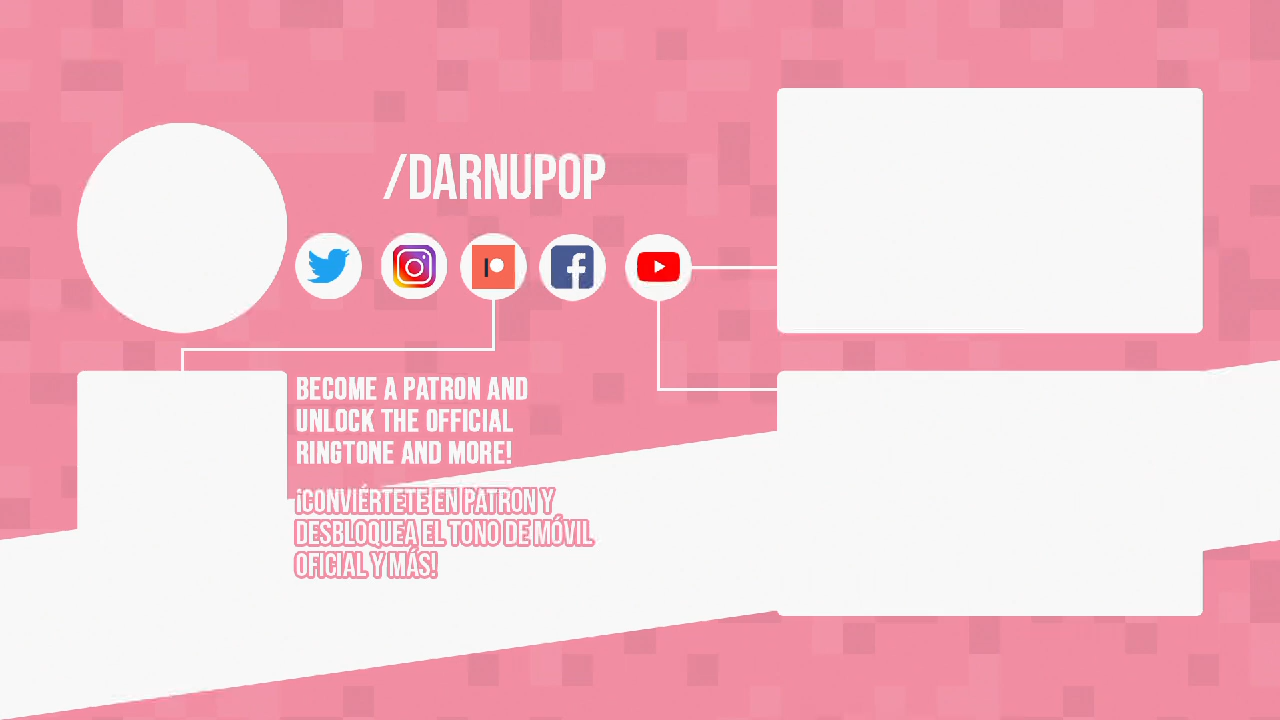 /DARNUPOP
BECOME A PATRON AND
UNLOCK THE OFFICIAL
RINGTONE AND MORE!
¡CONVIÉRTETE EN PATRON Y
DESBLOQUEA EL TONO DE MÓVIL
OFICIAL Y MÁS!